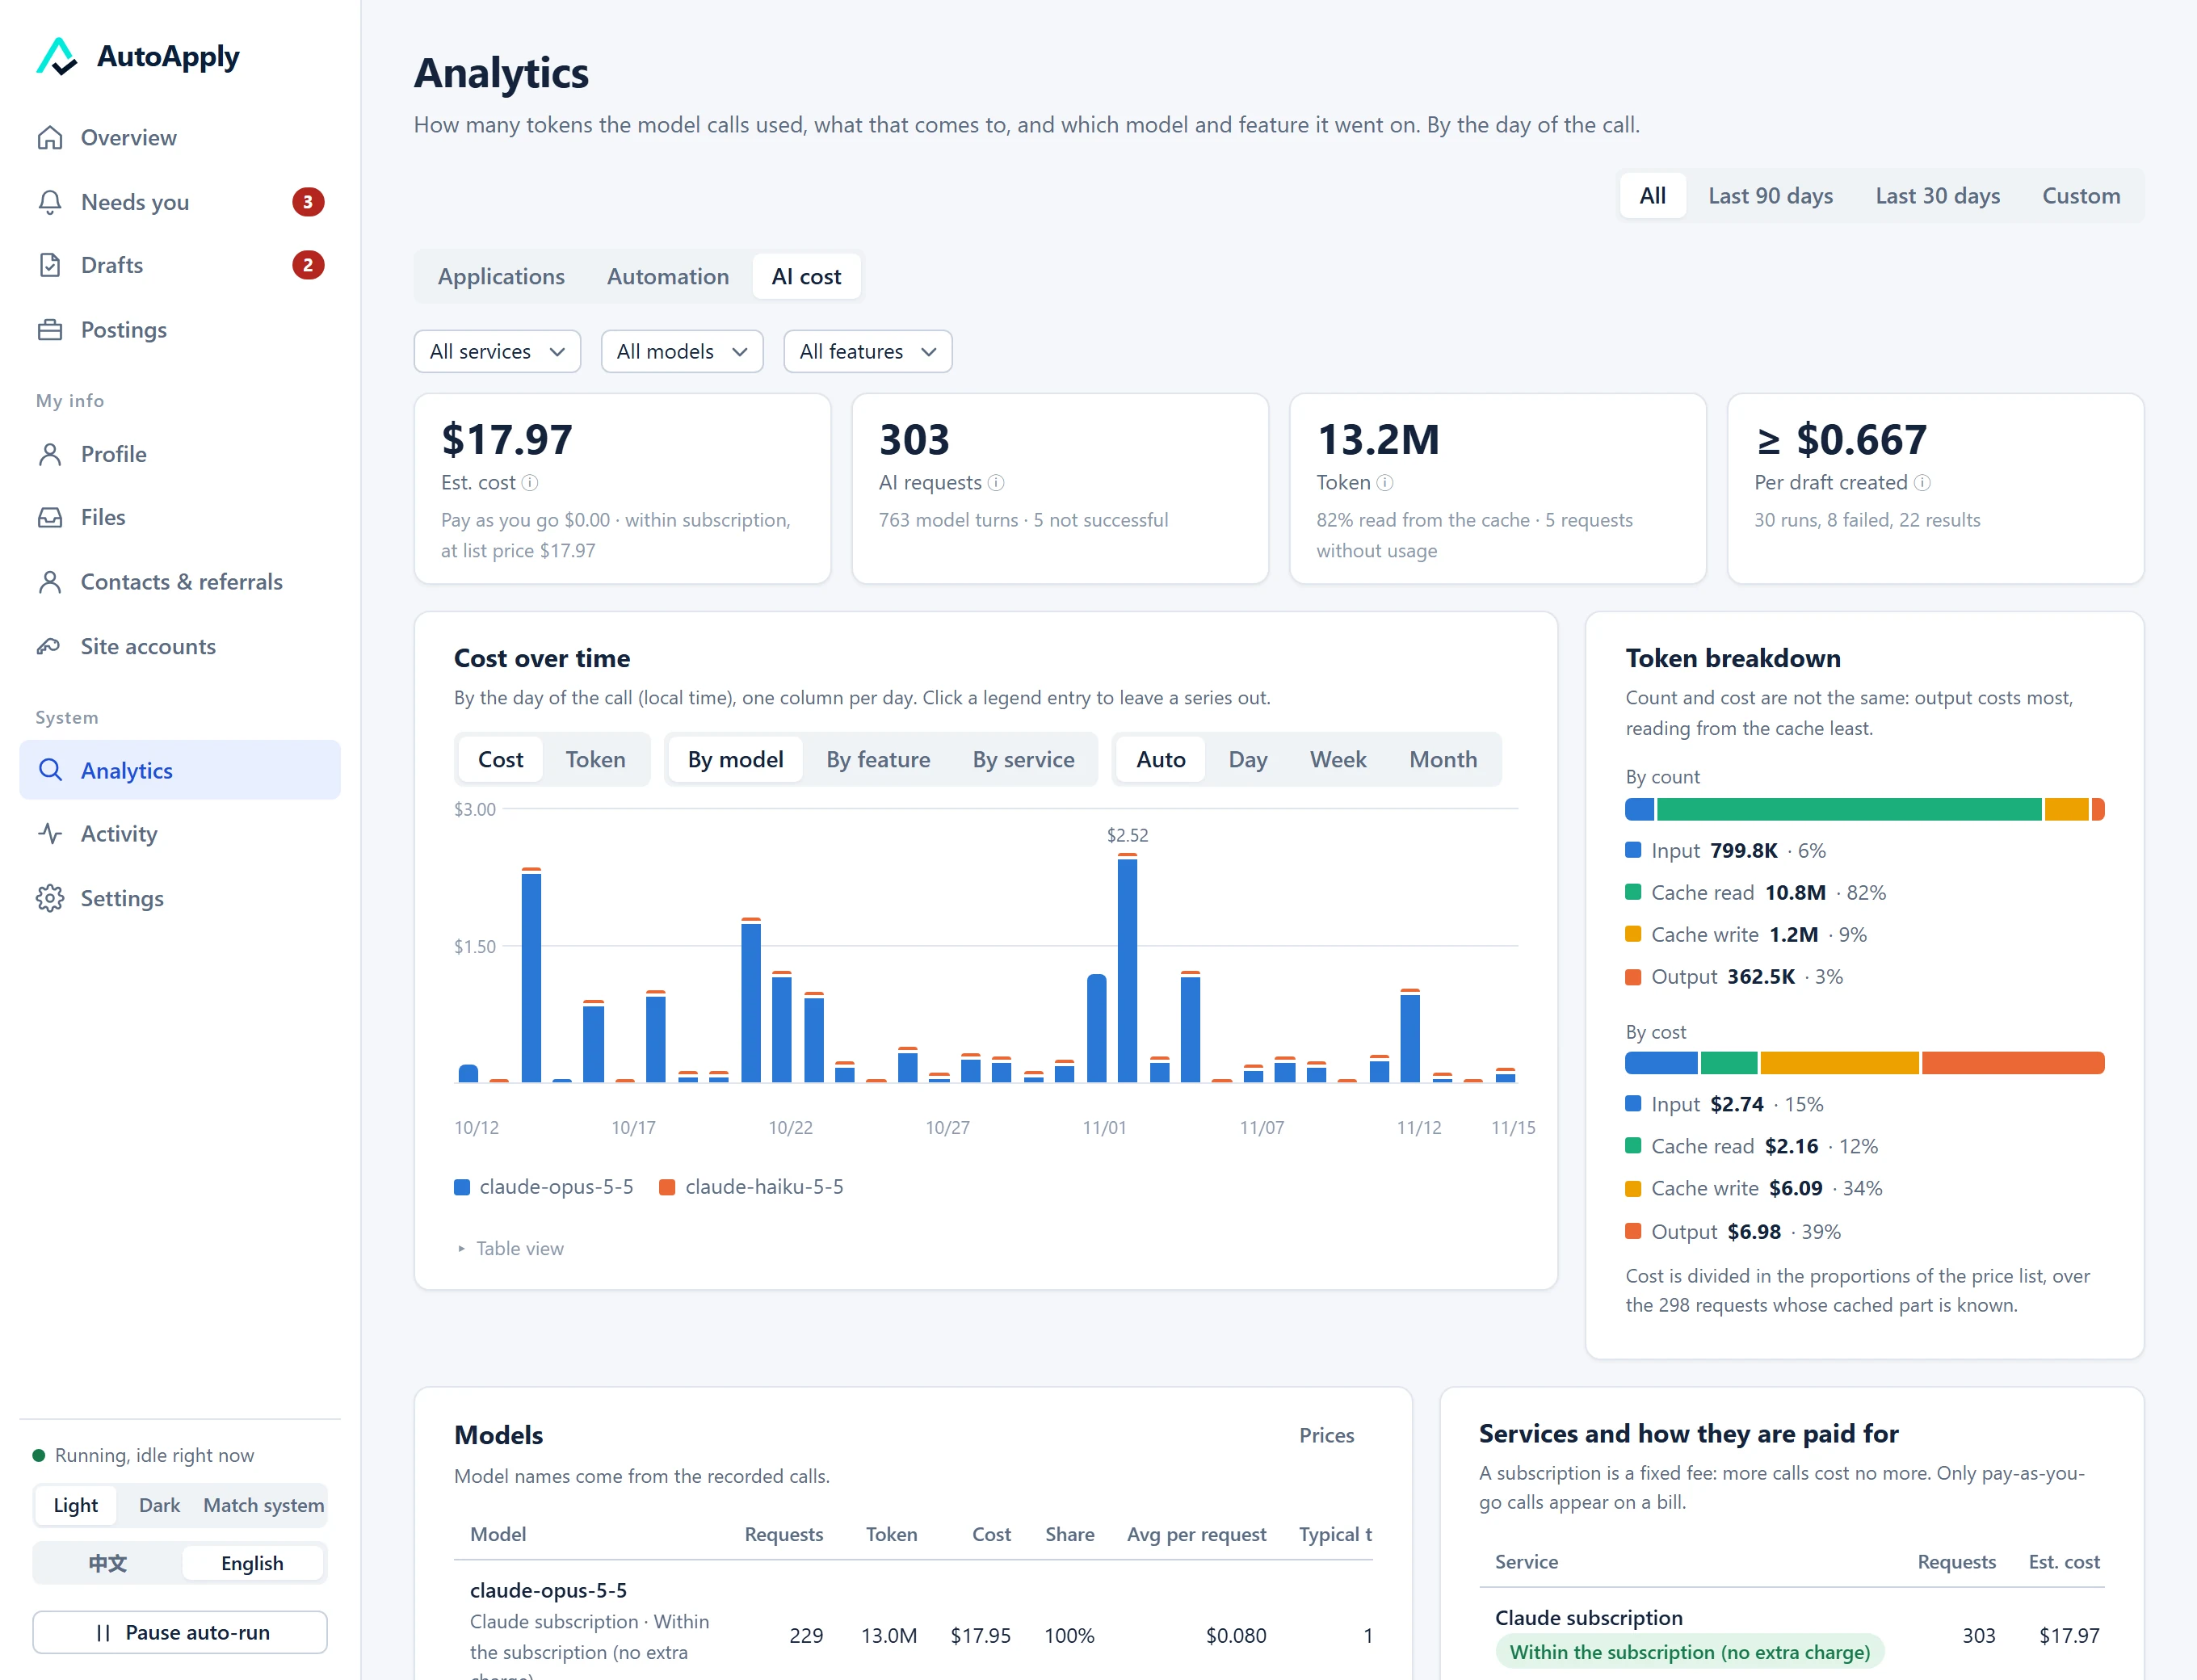 AutoApply
Overview
Needs you 3
Drafts 2
Postings
My info
Profile
Files
Contacts & referrals
Site accounts
System
Analytics
Activity
Settings
Running, idle right now
Light Dark Match system
中文 English
Pause auto-run
Analytics
How many tokens the model calls used, what that comes to, and which model and feature it went on. By the day of the call.
All Last 90 days Last 30 days Custom
Applications Automation AI cost
All services All models All features
$17.97
Est. cost
Pay as you go $0.00 · within subscription,
at list price $17.97
303
AI requests
763 model turns · 5 not successful
13.2M
Token
82% read from the cache · 5 requests
without usage
≥ $0.667
Per draft created
30 runs, 8 failed, 22 results
Cost over time
By the day of the call (local time), one column per day. Click a legend entry to leave a series out.
Cost Token By model By feature By service Auto Day Week Month
$3.00
$2.52
$1.50
10/12 10/17 10/22 10/27 11/01 11/07 11/12 11/15
claude-opus-5-5 claude-haiku-5-5
Table view
Token breakdown
Count and cost are not the same: output costs most,
reading from the cache least.
By count
Input 799.8K · 6%
Cache read 10.8M · 82%
Cache write 1.2M · 9%
Output 362.5K · 3%
By cost
Input $2.74 · 15%
Cache read $2.16 · 12%
Cache write $6.09 · 34%
Output $6.98 · 39%
Cost is divided in the proportions of the price list, over
the 298 requests whose cached part is known.
Models Prices
Model names come from the recorded calls.
Model Requests Token Cost Share Avg per request Typical t
claude-opus-5-5
Claude subscription · Within
the subscription (no extra
229 13.0M $17.95 100% $0.080 1
Services and how they are paid for
A subscription is a fixed fee: more calls cost no more. Only pay-as-you-
go calls appear on a bill.
Service Requests Est. cost
Claude subscription
Within the subscription (no extra charge)
303 $17.97